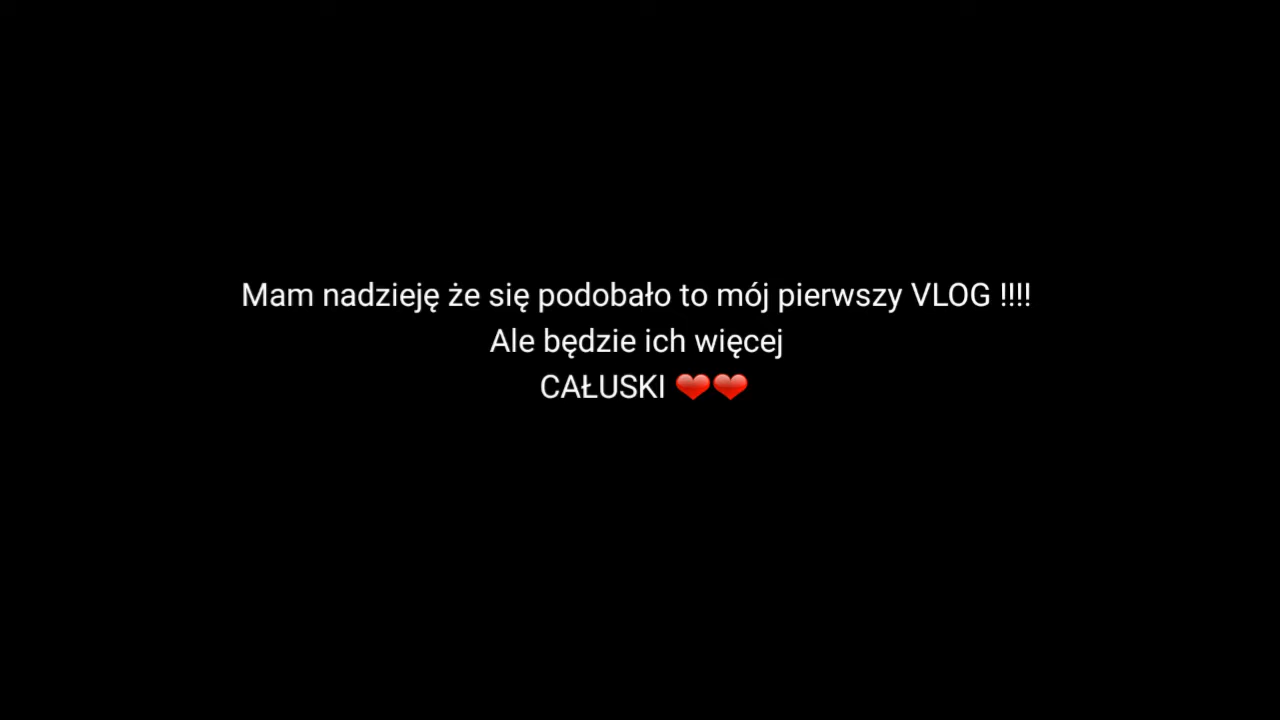 Mam nadzieję że się podobało to mój pierwszy VLOG !!!!
Ale będzie ich więcej
CAŁUSKI ❤❤